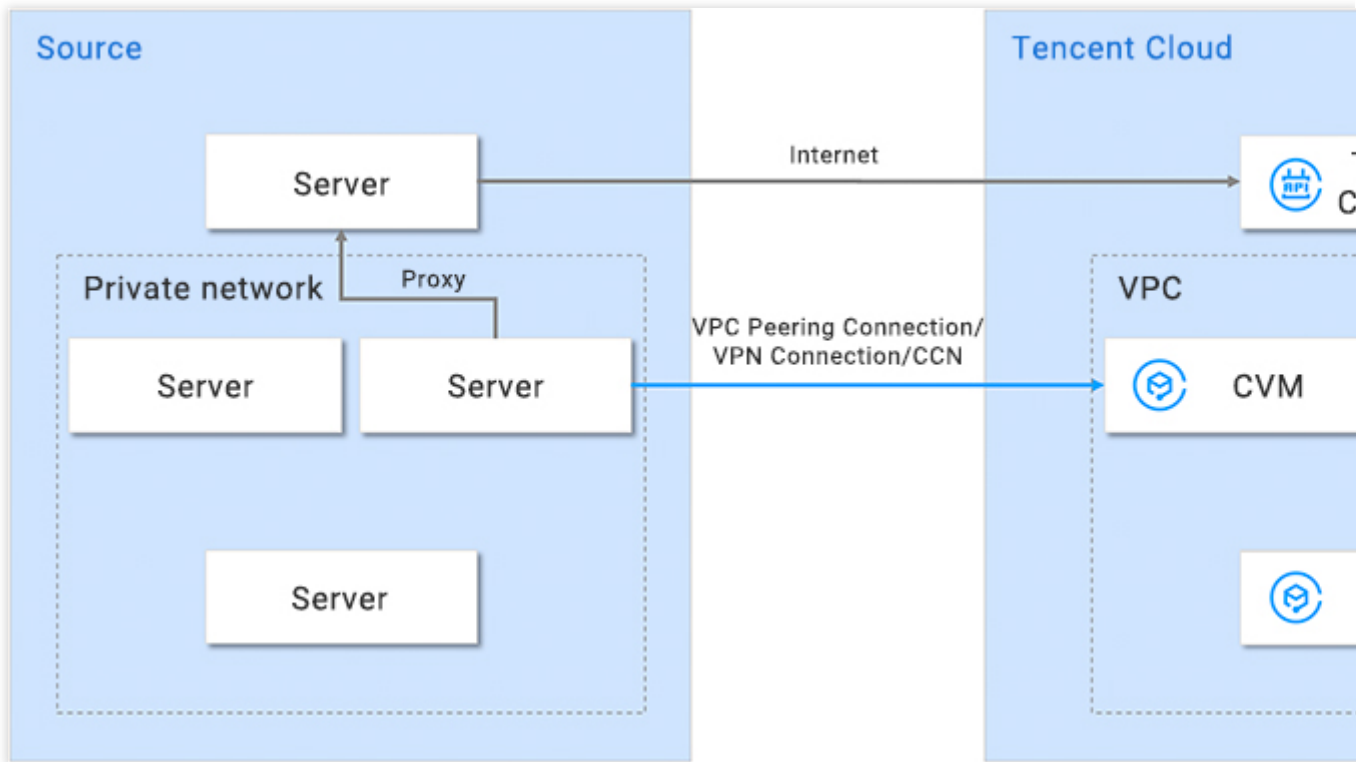 Source
Tencent Cloud
Internet
Server
API
Proxy
Private network
VPC
VPC Peering Connection/
VPN Connection/CCN
Server
Server
CVM
Server